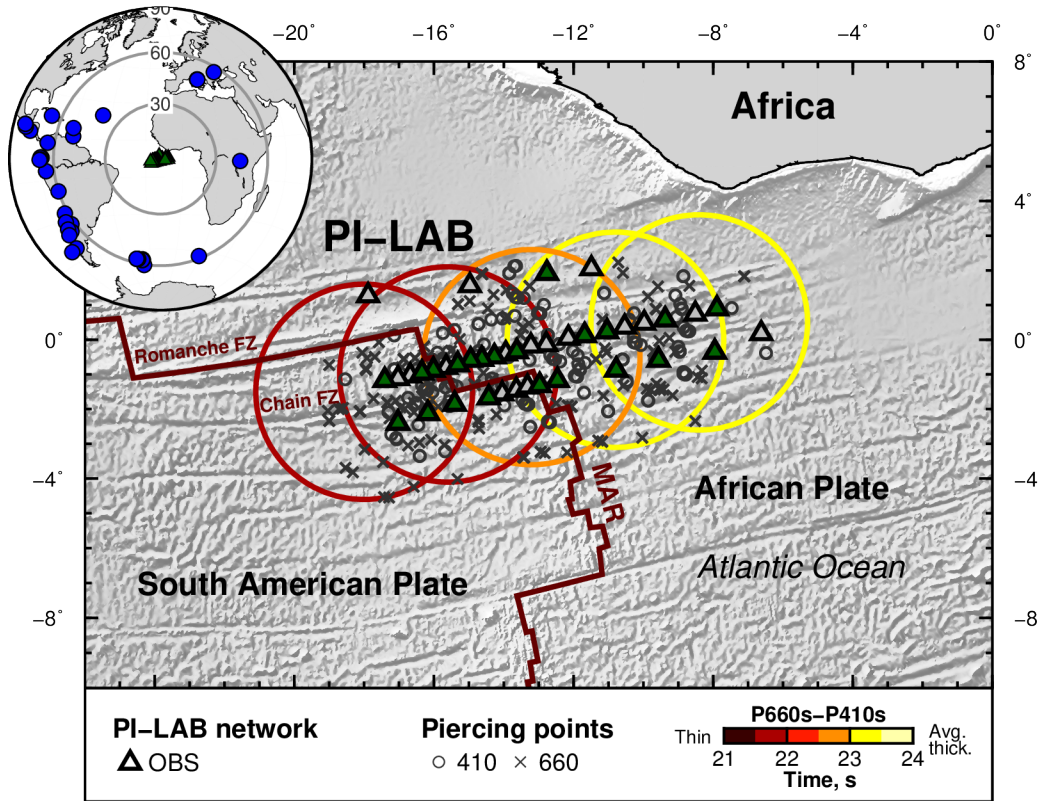 90
60
30
−20°
−16°
−12°
−8°
−4°
0°
8°
4°
0°
−4°
−8°
0°
−4°
−8°
Africa
PI−LAB
Romanche FZ
Chain FZ
MAR
African Plate
South American Plate
Atlantic Ocean
PI-LAB network
OBS
Piercing points
410
660
P660s−P410s
Thin
Avg.
thick.
21
22
23
24
Time, s